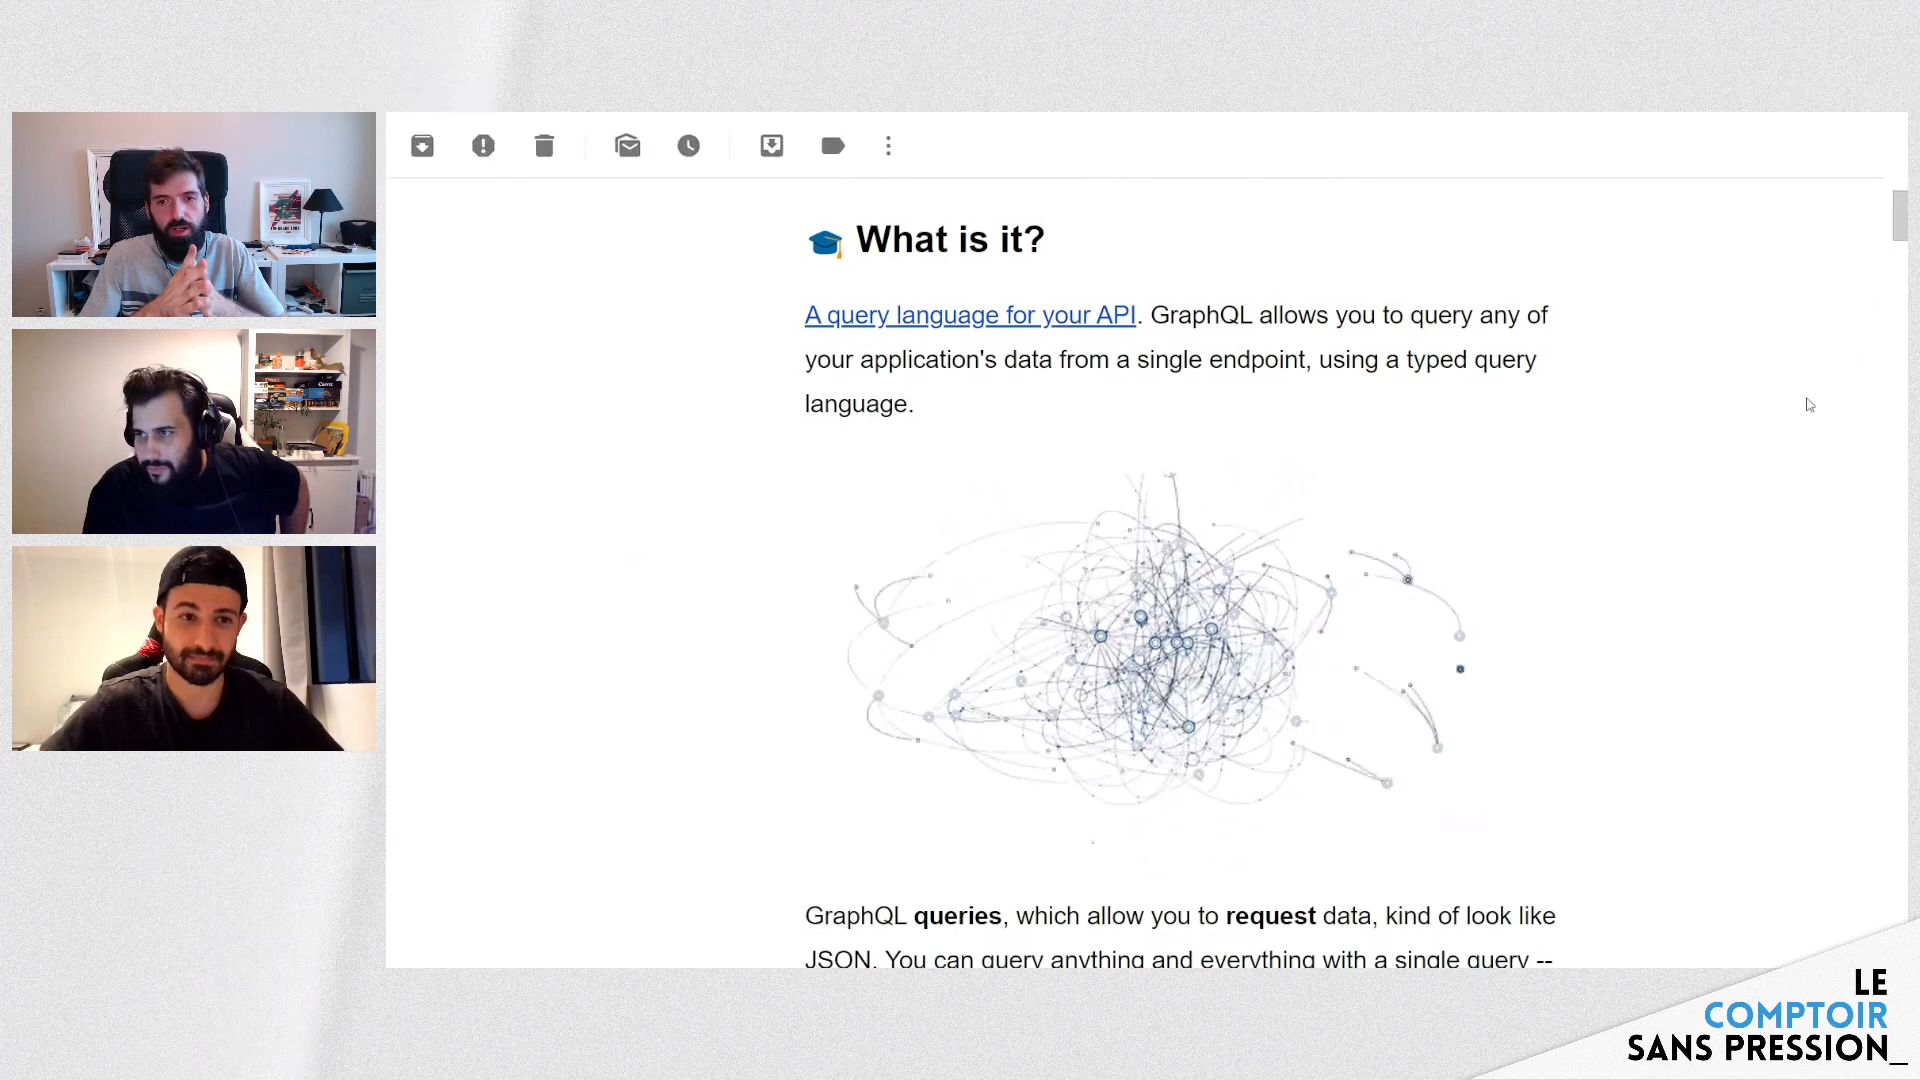 What is it?
A query language for your API. GraphQL allows you to query any of
your application's data from a single endpoint, using a typed query
language.
GraphQL queries, which allow you to request data, kind of look like
JSON. You can query anything and everything with a single query --
LE
COMPTOIR
SANS PRESSION_